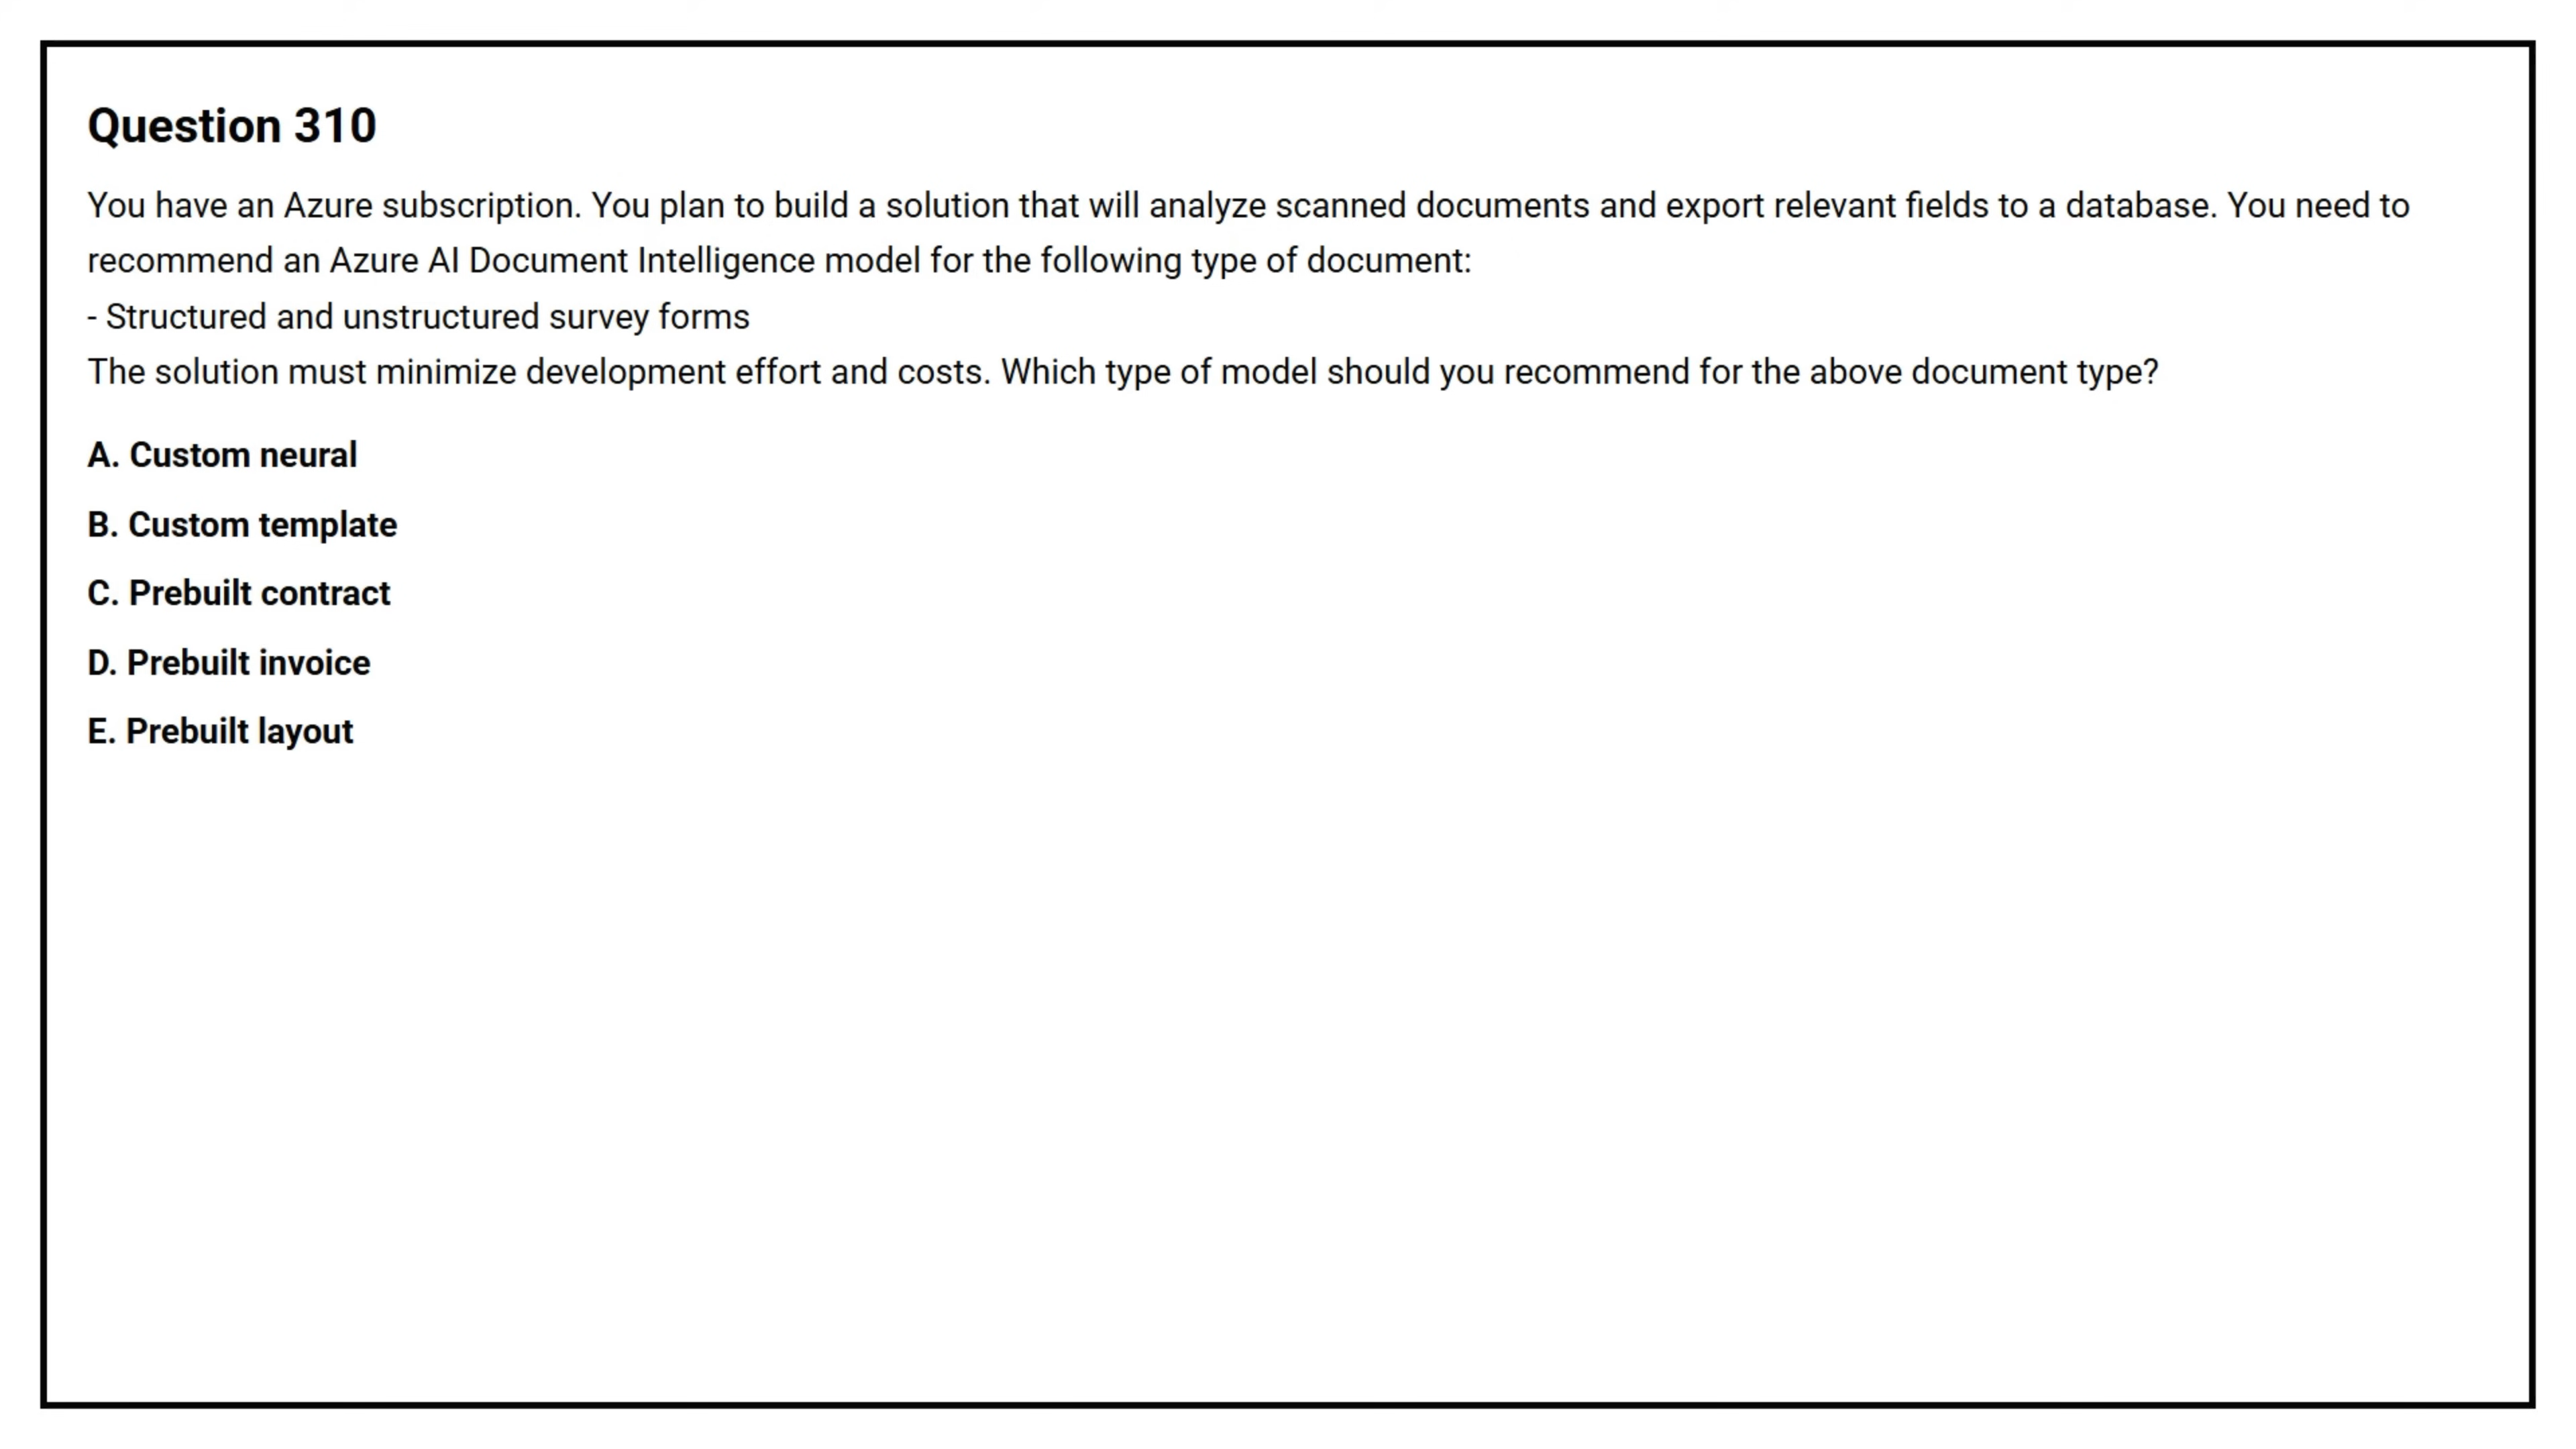 Question 310
You have an Azure subscription. You plan to build a solution that will analyze scanned documents and export relevant fields to a database. You need to
recommend an Azure AI Document Intelligence model for the following type of document:
- Structured and unstructured survey forms
The solution must minimize development effort and costs. Which type of model should you recommend for the above document type?
A. Custom neural
B. Custom template
C. Prebuilt contract
D. Prebuilt invoice
E. Prebuilt layout